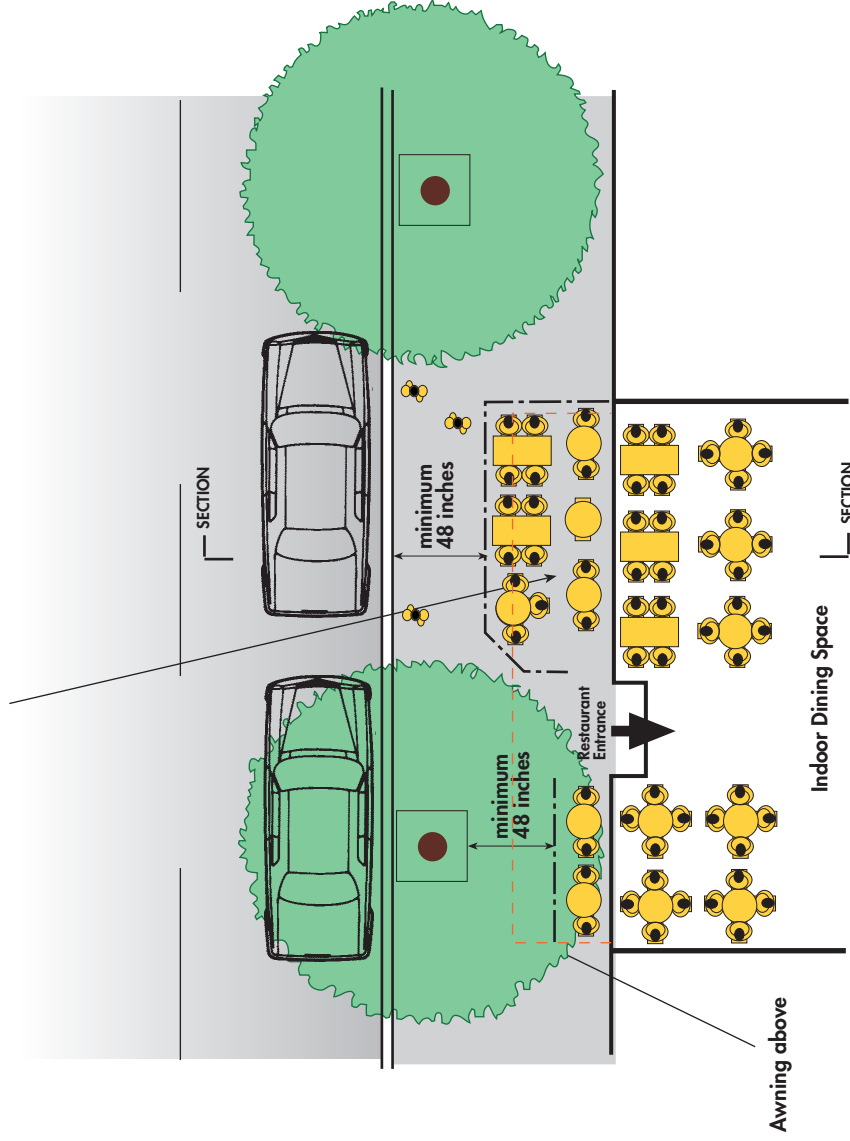 SECTION
minimum
48 inches
Restaurant
Entrance
minimum
48 inches
SECTION
Indoor Dining Space
Awning above